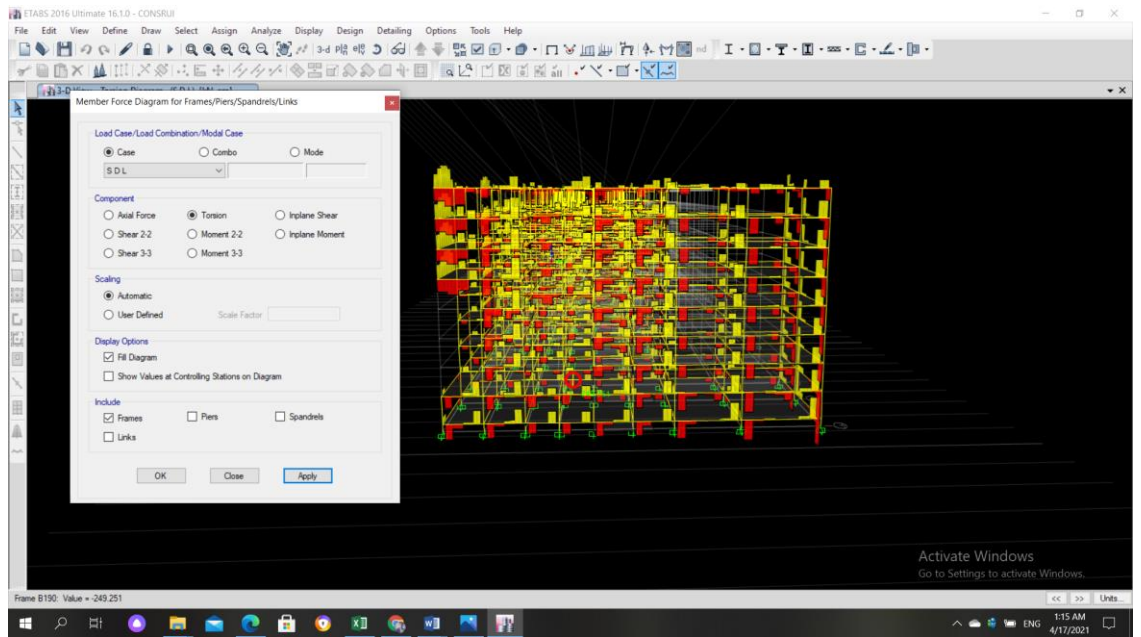 ETABS 2016 Ultimate 16.1.0 - CONSRUI
File Edit View Define Draw Select Assign Analyze Display Design Detailing Options Tools Help
3-d
Member Force Diagram for Frames/Piers/Spandrels/Links
Load Case/Load Combination/Modal Case
Case Combo Mode
S D L
Component
Axial Force Torsion Inplane Shear
Shear 2-2 Moment 2-2 Inplane Moment
Shear 3-3 Moment 3-3
Scaling
Automatic
User Defined Scale Factor
Display Options
Fill Diagram
Show Values at Controlling Stations on Diagram
Include
Frames Piers Spandrels
Links
OK Close Apply
Activate Windows
Go to Settings to activate Windows.
Frame B190: Value = -249.251
<< >> Units...
ENG 1:15 AM
4/17/2021